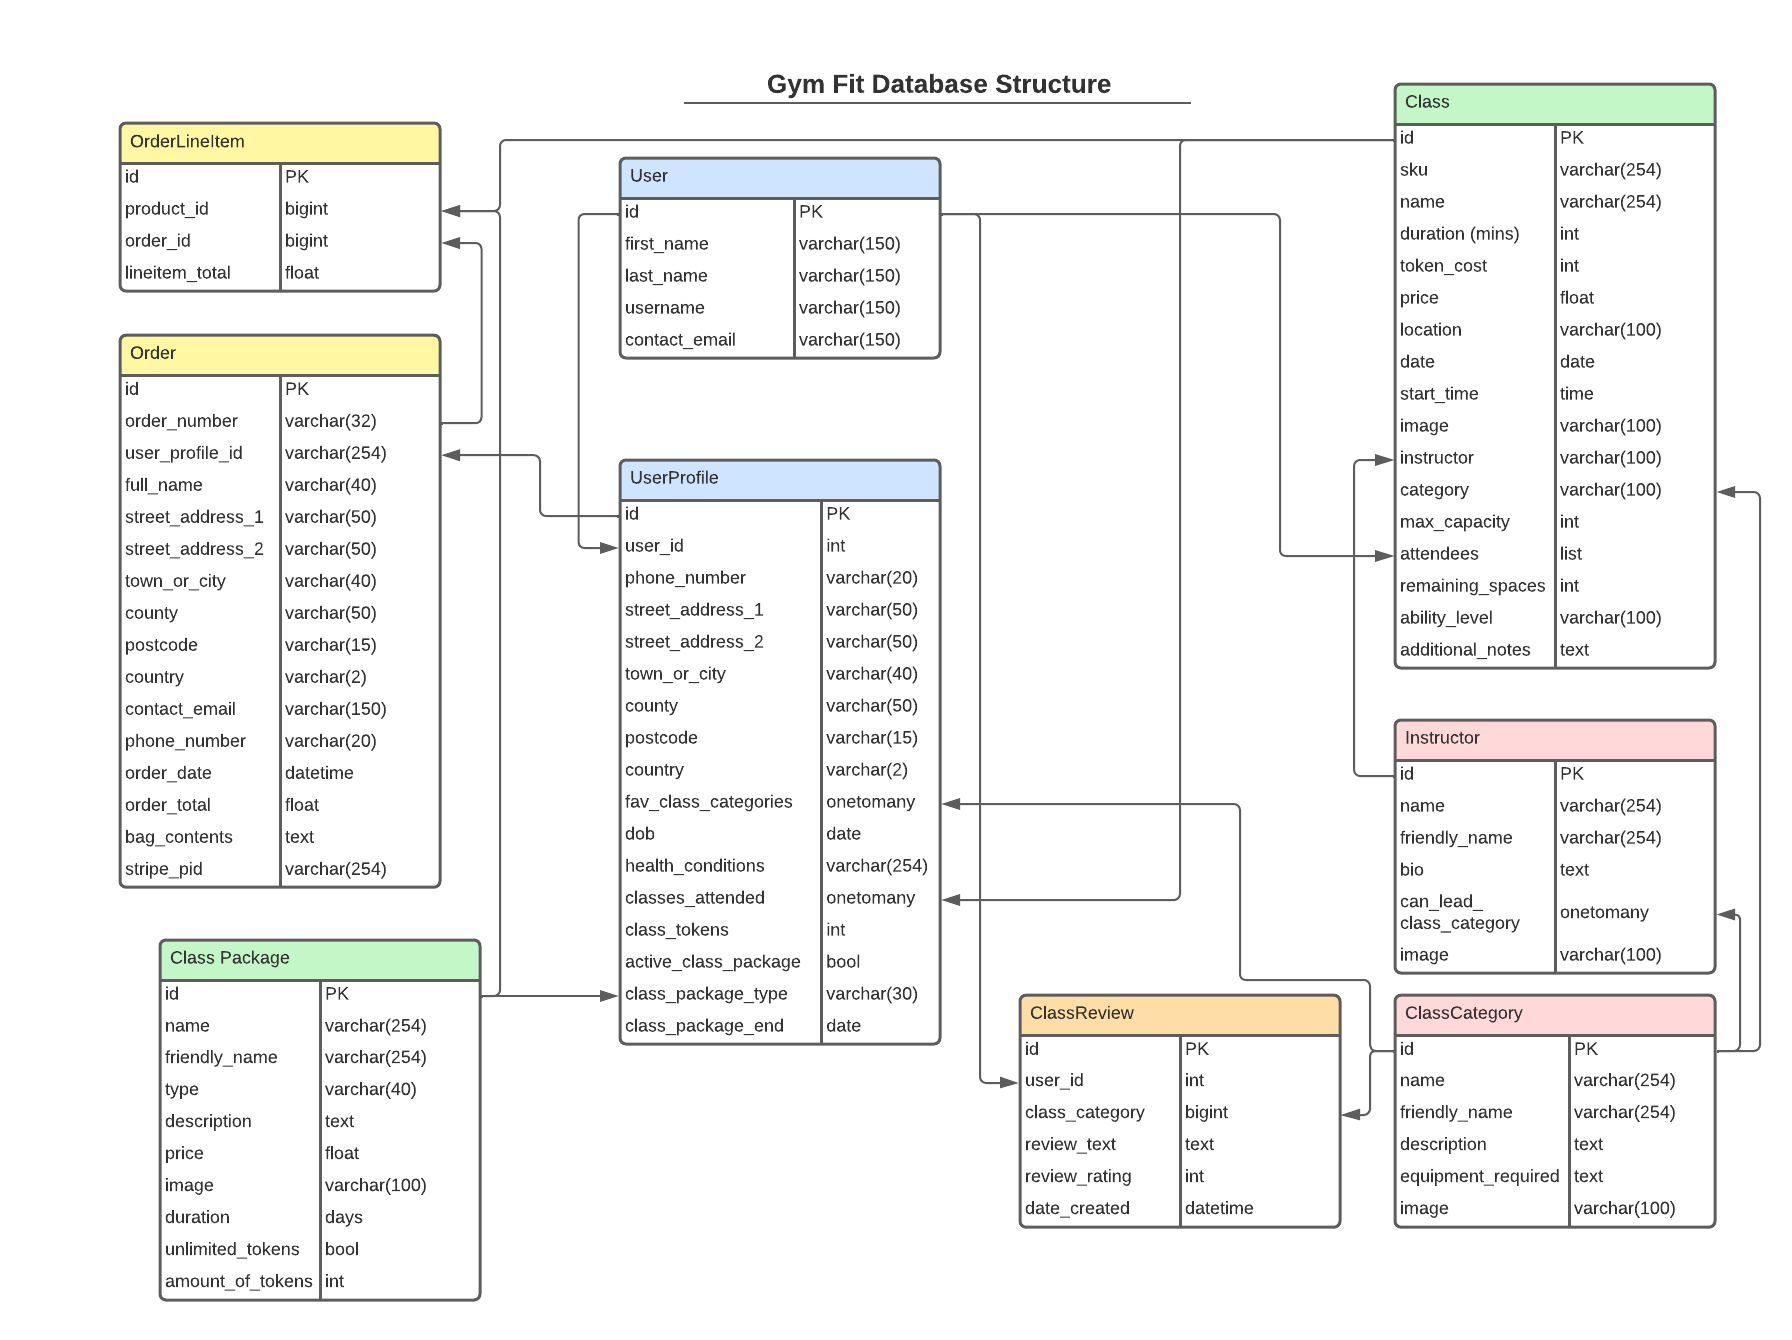 Gym Fit Database Structure
OrderLineItem
id PK
product_id bigint
order_id bigint
lineitem_total float
Order
id PK
order_number varchar(32)
user_profile_id varchar(254)
full_name varchar(40)
street_address_1 varchar(50)
street_address_2 varchar(50)
town_or_city varchar(40)
county varchar(50)
postcode varchar(15)
country varchar(2)
contact_email varchar(150)
phone_number varchar(20)
order_date datetime
order_total float
bag_contents text
stripe_pid varchar(254)
Class Package
id PK
name varchar(254)
friendly_name varchar(254)
type varchar(40)
description text
price float
image varchar(100)
duration days
unlimited_tokens bool
amount_of_tokens int
User
id PK
first_name varchar(150)
last_name varchar(150)
username varchar(150)
contact_email varchar(150)
UserProfile
id PK
user_id int
phone_number varchar(20)
street_address_1 varchar(50)
street_address_2 varchar(50)
town_or_city varchar(40)
county varchar(50)
postcode varchar(15)
country varchar(2)
fav_class_categories onetomany
dob date
health_conditions varchar(254)
classes_attended onetomany
class_tokens int
active_class_package bool
class_package_type varchar(30)
class_package_end date
ClassReview
id PK
user_id int
class_category bigint
review_text text
review_rating int
date_created datetime
Class
id PK
sku varchar(254)
name varchar(254)
duration (mins) int
token_cost int
price float
location varchar(100)
date date
start_time time
image varchar(100)
instructor varchar(100)
category varchar(100)
max_capacity int
attendees list
remaining_spaces int
ability_level varchar(100)
additional_notes text
Instructor
id PK
name varchar(254)
friendly_name varchar(254)
bio text
can_lead_
class_category onetomany
image varchar(100)
ClassCategory
id PK
name varchar(254)
friendly_name varchar(254)
description text
equipment_required text
image varchar(100)